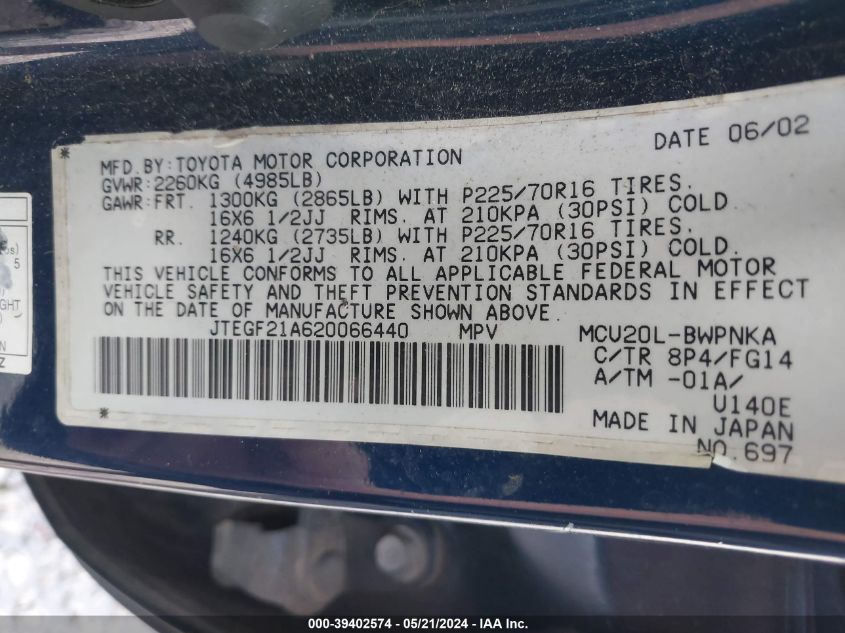 DATE 06/02
MFD.BY:TOYOTA MOTOR CORPORATION
GVWR:2260KG (4985LB)
GAWR:FRT. 1300KG (2865LB) WITH P225/70R16 TIRES.
16X6 1/2JJ RIMS. AT 210KPA (30PSI) COLD.
RR. 1240KG (2735LB) WITH P225/70R16 TIRES.
16X6 1/2JJ RIMS. AT 210KPA (30PSI) COLD.
THIS VEHICLE CONFORMS TO ALL APPLICABLE FEDERAL MOTOR
VEHICLE SAFETY AND THEFT PREVENTION STANDARDS IN EFFECT
ON THE DATE OF MANUFACTURE SHOWN ABOVE.
JTEGF21A620066440 MPV MCU20L-BWPNKA
C/TR 8P4/FG14
A/TM -01A/
U140E
MADE IN JAPAN
NO.697
000-39402574 - 05/21/2024 - IAA Inc.